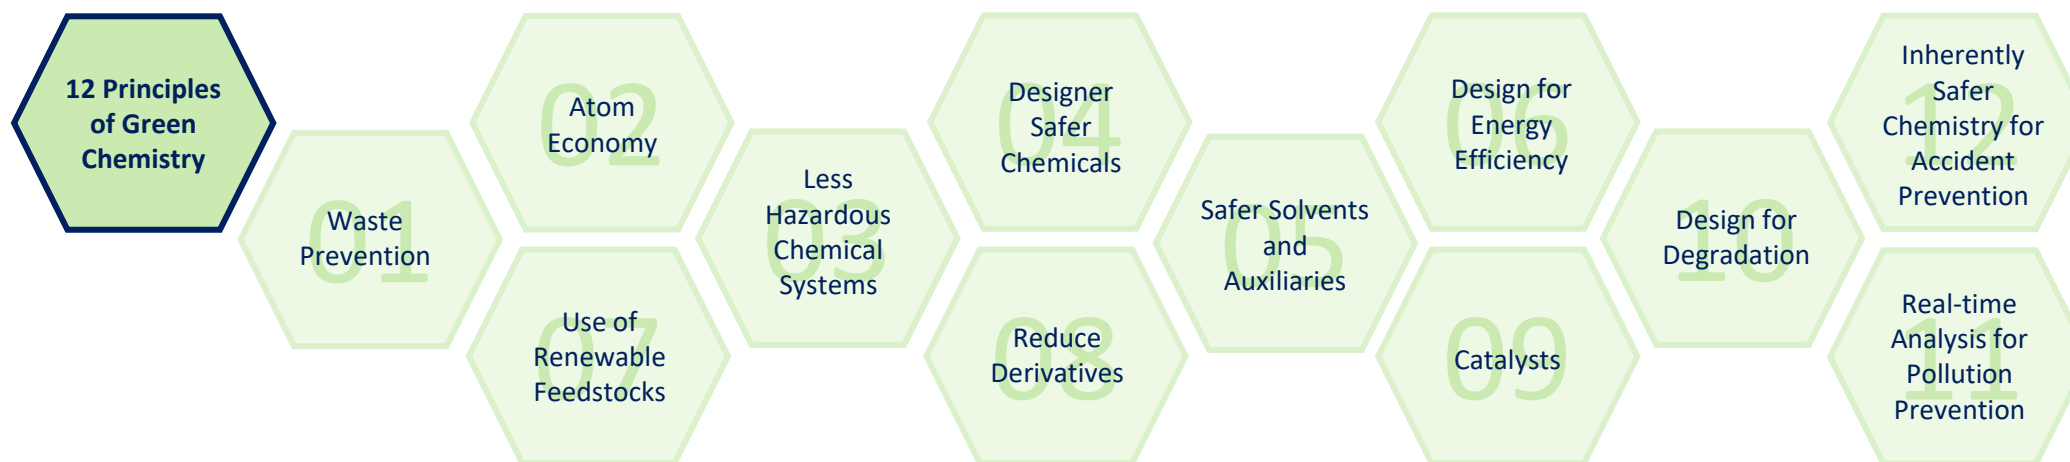 12 Principles
of Green
Chemistry
01
Waste
Prevention
02
Atom
Economy
03
Less
Hazardous
Chemical
Systems
04
Designer
Safer
Chemicals
05
Safer Solvents
and
Auxiliaries
06
Design for
Energy
Efficiency
07
Use of
Renewable
Feedstocks
08
Reduce
Derivatives
09
Catalysts
10
Design for
Degradation
11
Real-time
Analysis for
Pollution
Prevention
12
Inherently
Safer
Chemistry for
Accident
Prevention